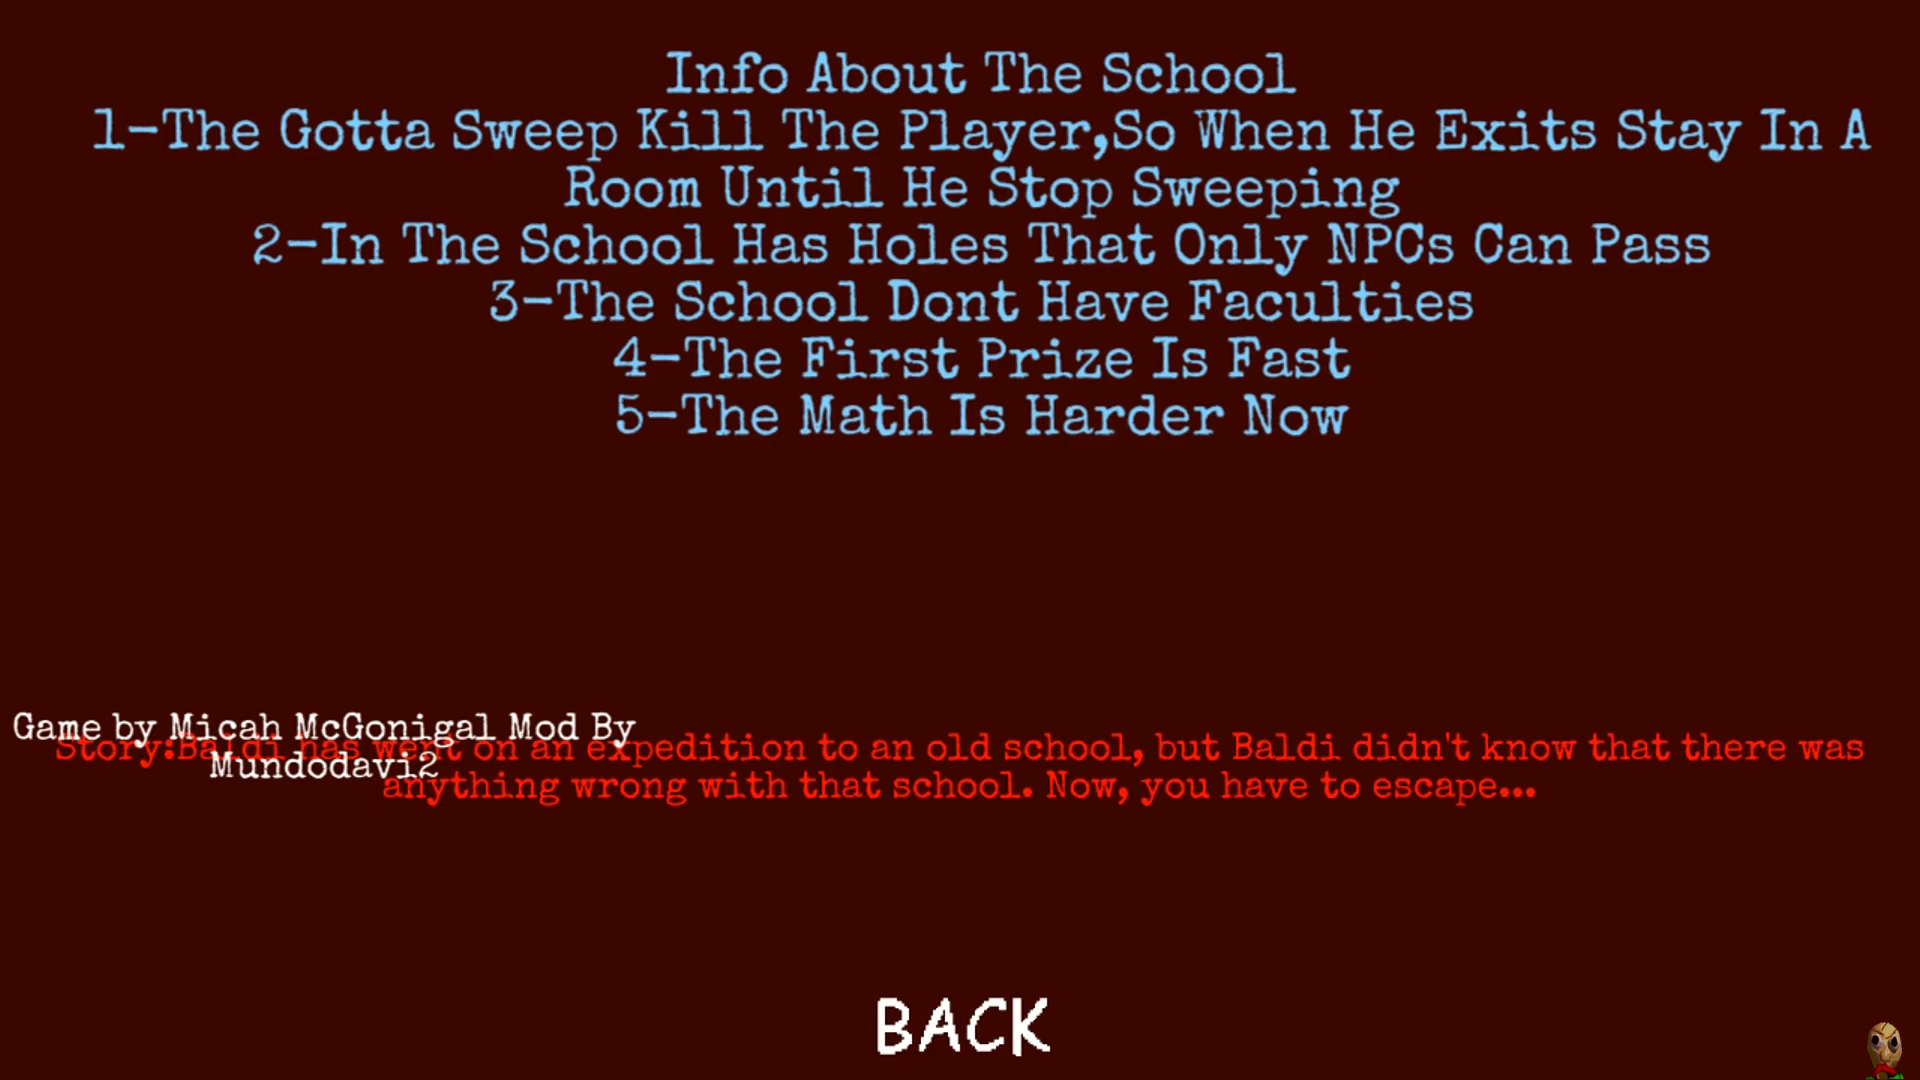 Info About The School
1-The Gotta Sweep Kill The Player,So When He Exits Stay In A
Room Until He Stop Sweeping
2-In The School Has Holes That Only NPCs Can Pass
3-The School Dont Have Faculties
4-The First Prize Is Fast
5-The Math Is Harder Now
Game by Micah McGonigal Mod By
Mundodavi2
Story:Baldi has went on an expedition to an old school, but Baldi didn't know that there was
anything wrong with that school. Now, you have to escape...
BACK